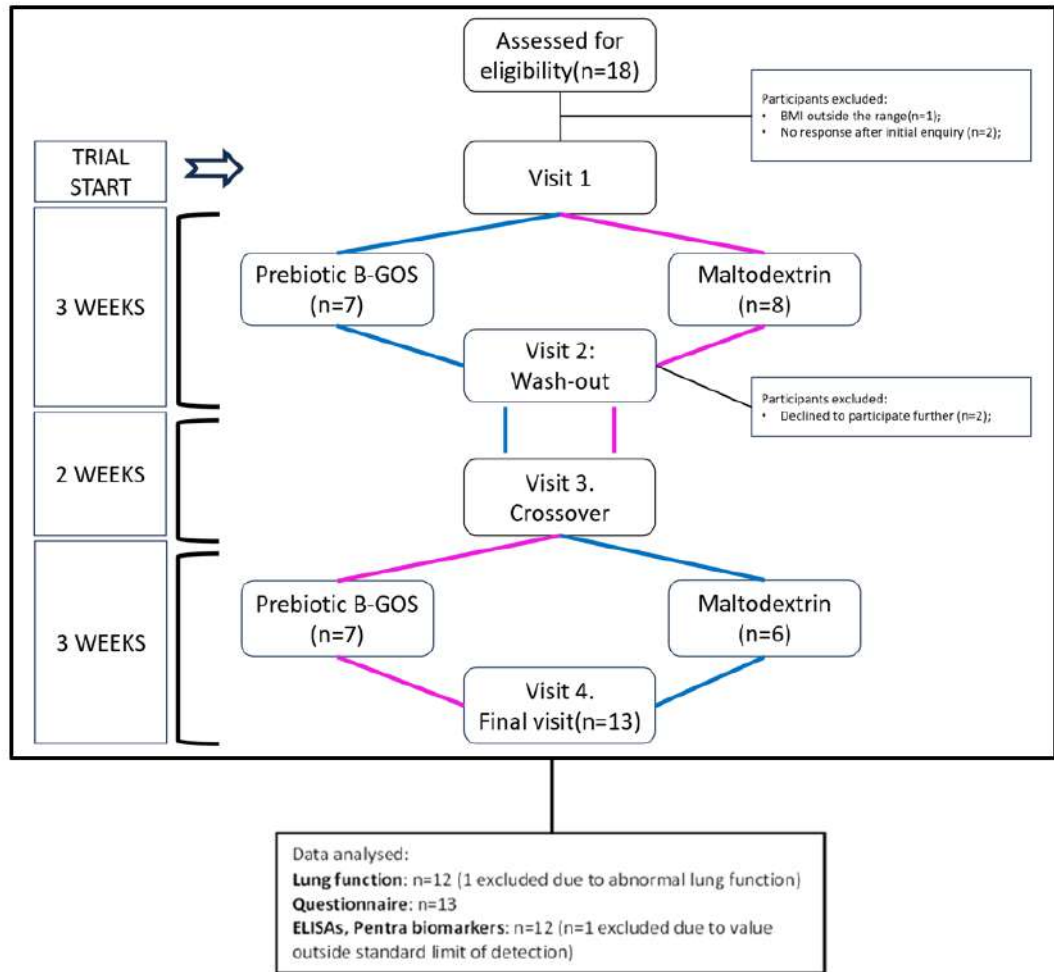 Assessed for
eligibility(n=18)
Participants excluded:
• BMI outside the range(n=1);
• No response after initial enquiry (n=2);
TRIAL
START
Visit 1
3 WEEKS
Prebiotic B-GOS
(n=7)
Maltodextrin
(n=8)
Visit 2:
Wash-out
Participants excluded:
• Declined to participate further (n=2);
2 WEEKS
Visit 3.
Crossover
3 WEEKS
Prebiotic B-GOS
(n=7)
Maltodextrin
(n=6)
Visit 4.
Final visit(n=13)
Data analysed:
Lung function: n=12 (1 excluded due to abnormal lung function)
Questionnaire: n=13
ELISAs, Pentra biomarkers: n=12 (n=1 excluded due to value
outside standard limit of detection)